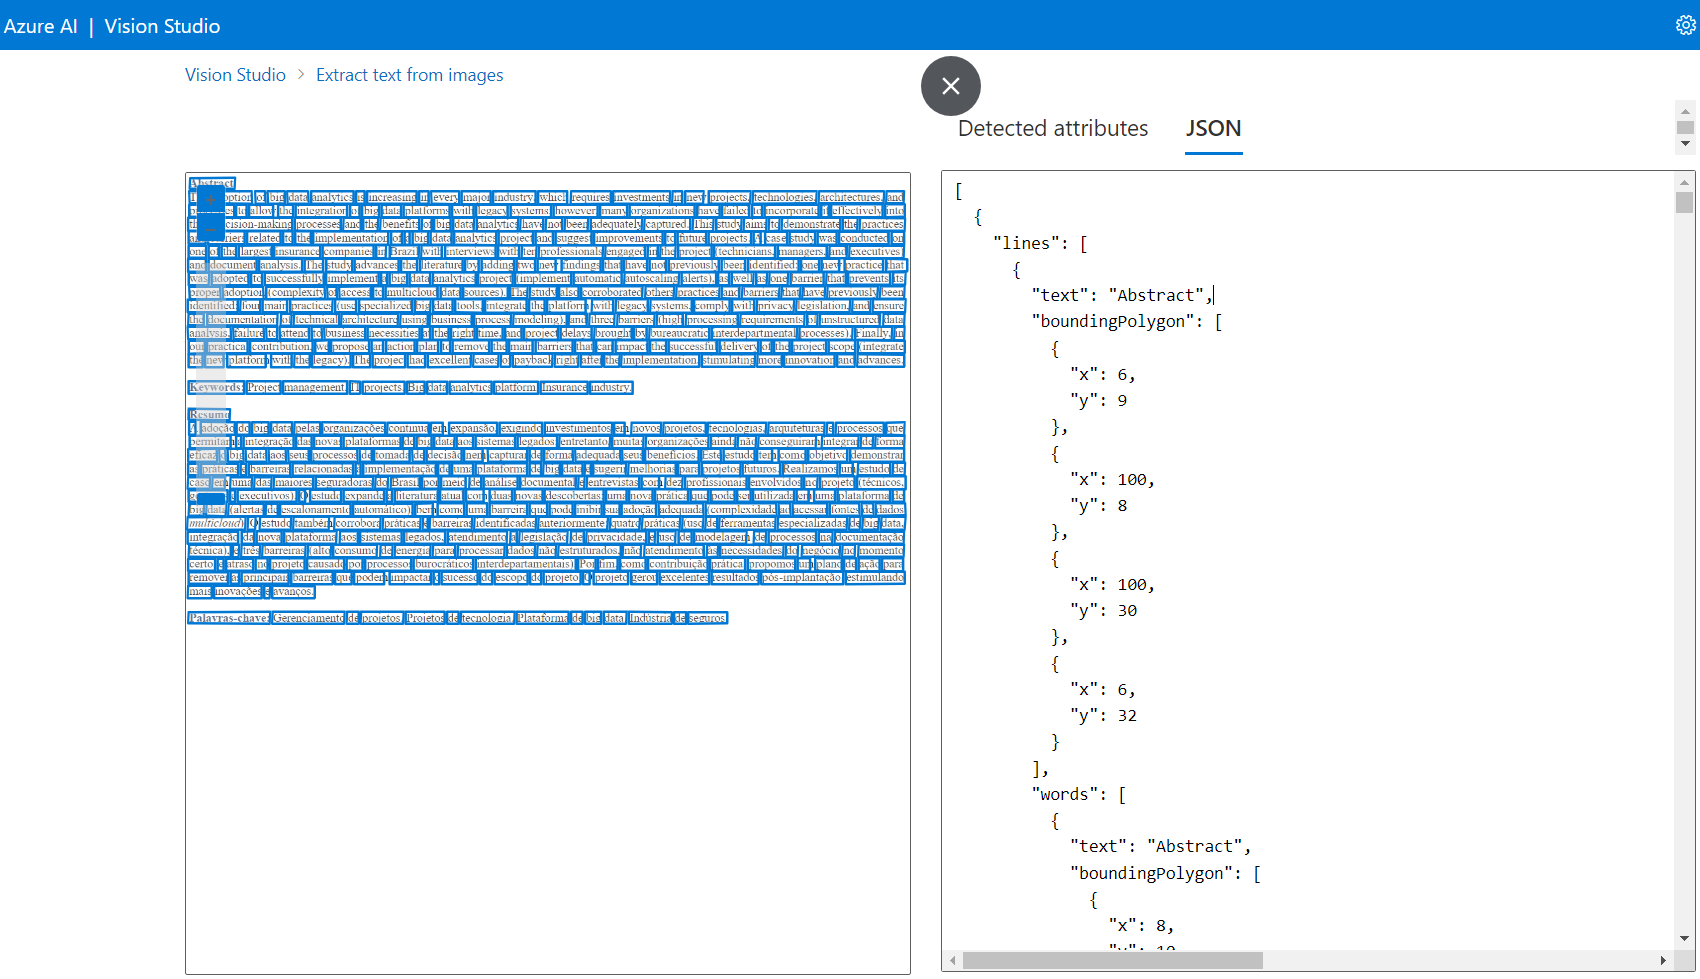 Azure AI | Vision Studio
Vision Studio > Extract text from images
Detected attributes JSON
Abstract
option of big data analytics is increasing in every major industry which requires investments in new projects, technologies, architectures, and
to allow the integration of big data platforms with legacy systems however many organizations have failed to incorporate it effectively into
cision-making processes and the benefits of big data analytics have not been adequately captured. This study aims to demonstrate the practices
riers related to the implementation of a big data analytics project and suggest improvements to future projects. A case study was conducted on
one of the largest insurance companies in Brazil with interviews with ten professionals engaged in the project (technicians, managers, and executives)
and document analysis. The study advances the literature by adding two new findings that have not previously been identified: one new practice that
was adopted to successfully implement a big data analytics project (implement automatic autoscaling alerts), as well as one barrier that prevents its
proper adoption (complexity of access to multicloud data sources). The study also corroborated others practices and barriers that have previously been
identified: four main practices (use specialized big data tools, integrate the platform with legacy systems, comply with privacy legislation, and ensure
the documentation of technical architecture using business process modeling), and three barriers (high processing requirements of unstructured data
analysis, failure to attend to business necessities at the right time, and project delays brought by bureaucratic interdepartmental processes). Finally, in
our practical contribution, we propose an action plan to remove the main barriers that can impact the successful delivery of the project scope (integrate
the new platform with the legacy). The project had excellent cases of payback right after the implementation, stimulating more innovation and advances.
Keywords: Project management, IT projects, Big data analytics platform, Insurance industry.
Resumo
A adoção do big data pelas organizações continua em expansão, exigindo investimentos em novos projetos, tecnologias, arquiteturas e processos que
permitam a integração das novas plataformas de big data aos sistemas legados, entretanto, muitas organizações ainda não conseguiram integrar de forma
eficaz o big data aos seus processos de tomada de decisão nem capturar de forma adequada seus benefícios. Este estudo tem como objetivo demonstrar
as práticas e barreiras relacionadas à implementação de uma plataforma de big data e sugerir melhorias para projetos futuros. Realizamos um estudo de
caso em uma das maiores seguradoras do Brasil por meio de análise documental e entrevistas com dez profissionais envolvidos no projeto (técnicos,
e executivos). O estudo expande a literatura atual com duas novas descobertas: uma nova prática que pode ser utilizada em uma plataforma de
big data (alertas de escalonamento automático), bem como uma barreira que pode inibir sua adoção adequada (complexidade ao acessar fontes de dados
multicloud). O estudo também corrobora práticas e barreiras identificadas anteriormente: quatro práticas (uso de ferramentas especializadas de big data,
integração da nova plataforma aos sistemas legados, atendimento à legislação de privacidade, e uso de modelagem de processos na documentação
técnica), e três barreiras (alto consumo de energia para processar dados não estruturados, não atendimento às necessidades do negócio no momento
certo e atraso no projeto causado por processos burocráticos interdepartamentais). Por fim, como contribuição prática propomos um plano de ação para
remover as principais barreiras que podem impactar o sucesso do escopo do projeto. O projeto gerou excelentes resultados pós-implantação estimulando
mais inovações e avanços.
Palavras-chave: Gerenciamento de projetos, Projetos de tecnologia, Plataforma de big data, Indústria de seguros.
[
{
"lines": [
{
"text": "Abstract",
"boundingPolygon": [
{
"x": 6,
"y": 9
},
{
"x": 100,
"y": 8
},
{
"x": 100,
"y": 30
},
{
"x": 6,
"y": 32
}
],
"words": [
{
"text": "Abstract",
"boundingPolygon": [
{
"x": 8,